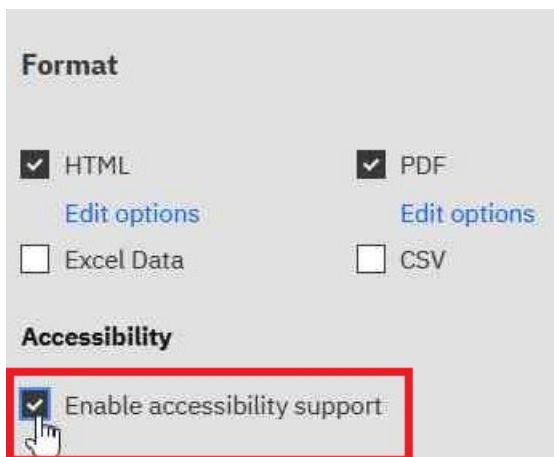 Format
HTML PDF
Edit options Edit options
Excel Data CSV
Accessibility
Enable accessibility support